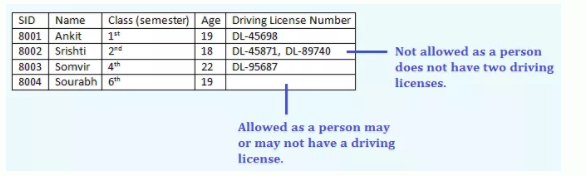 SID Name Class (semester) Age Driving License Number
8001 Ankit 1st 19 DL-45698
8002 Srishti 2nd 18 DL-45871, DL-89740
8003 Somvir 4th 22 DL-95687
8004 Sourabh 6th 19
Not allowed as a person
does not have two driving
licenses.
Allowed as a person may
or may not have a driving
license.